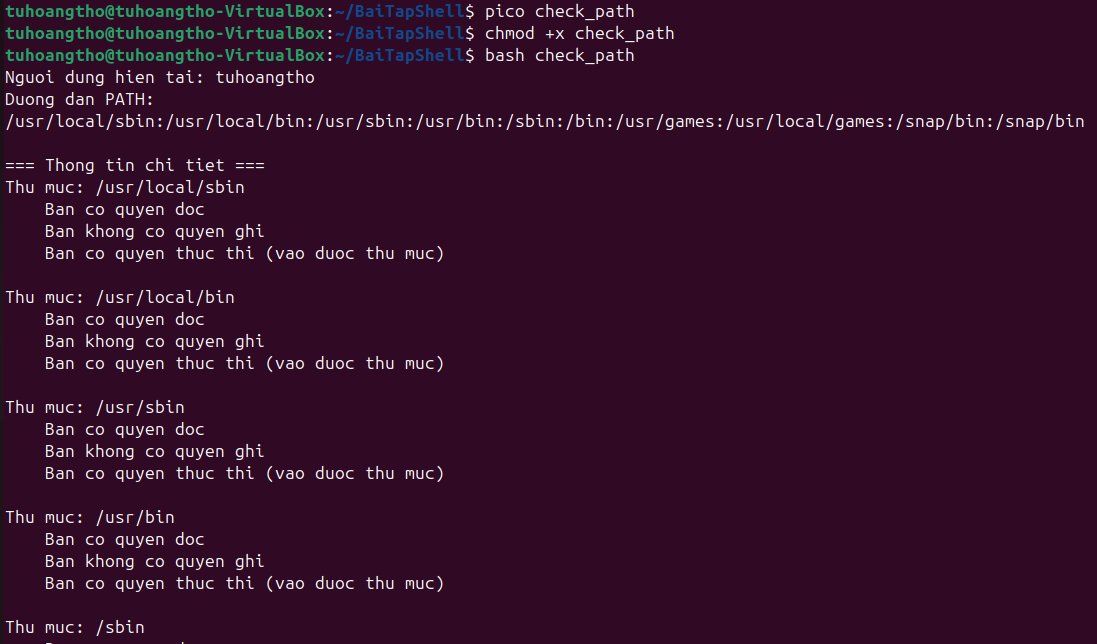 tuhoangtho@tuhoangtho-VirtualBox:~/BaiTapShell$ pico check_path
tuhoangtho@tuhoangtho-VirtualBox:~/BaiTapShell$ chmod +x check_path
tuhoangtho@tuhoangtho-VirtualBox:~/BaiTapShell$ bash check_path
Nguoi dung hien tai: tuhoangtho
Duong dan PATH:
/usr/local/sbin:/usr/local/bin:/usr/sbin:/usr/bin:/sbin:/bin:/usr/games:/usr/local/games:/snap/bin:/snap/bin
=== Thong tin chi tiet ===
Thu muc: /usr/local/sbin
    Ban co quyen doc
    Ban khong co quyen ghi
    Ban co quyen thuc thi (vao duoc thu muc)
Thu muc: /usr/local/bin
    Ban co quyen doc
    Ban khong co quyen ghi
    Ban co quyen thuc thi (vao duoc thu muc)
Thu muc: /usr/sbin
    Ban co quyen doc
    Ban khong co quyen ghi
    Ban co quyen thuc thi (vao duoc thu muc)
Thu muc: /usr/bin
    Ban co quyen doc
    Ban khong co quyen ghi
    Ban co quyen thuc thi (vao duoc thu muc)
Thu muc: /sbin